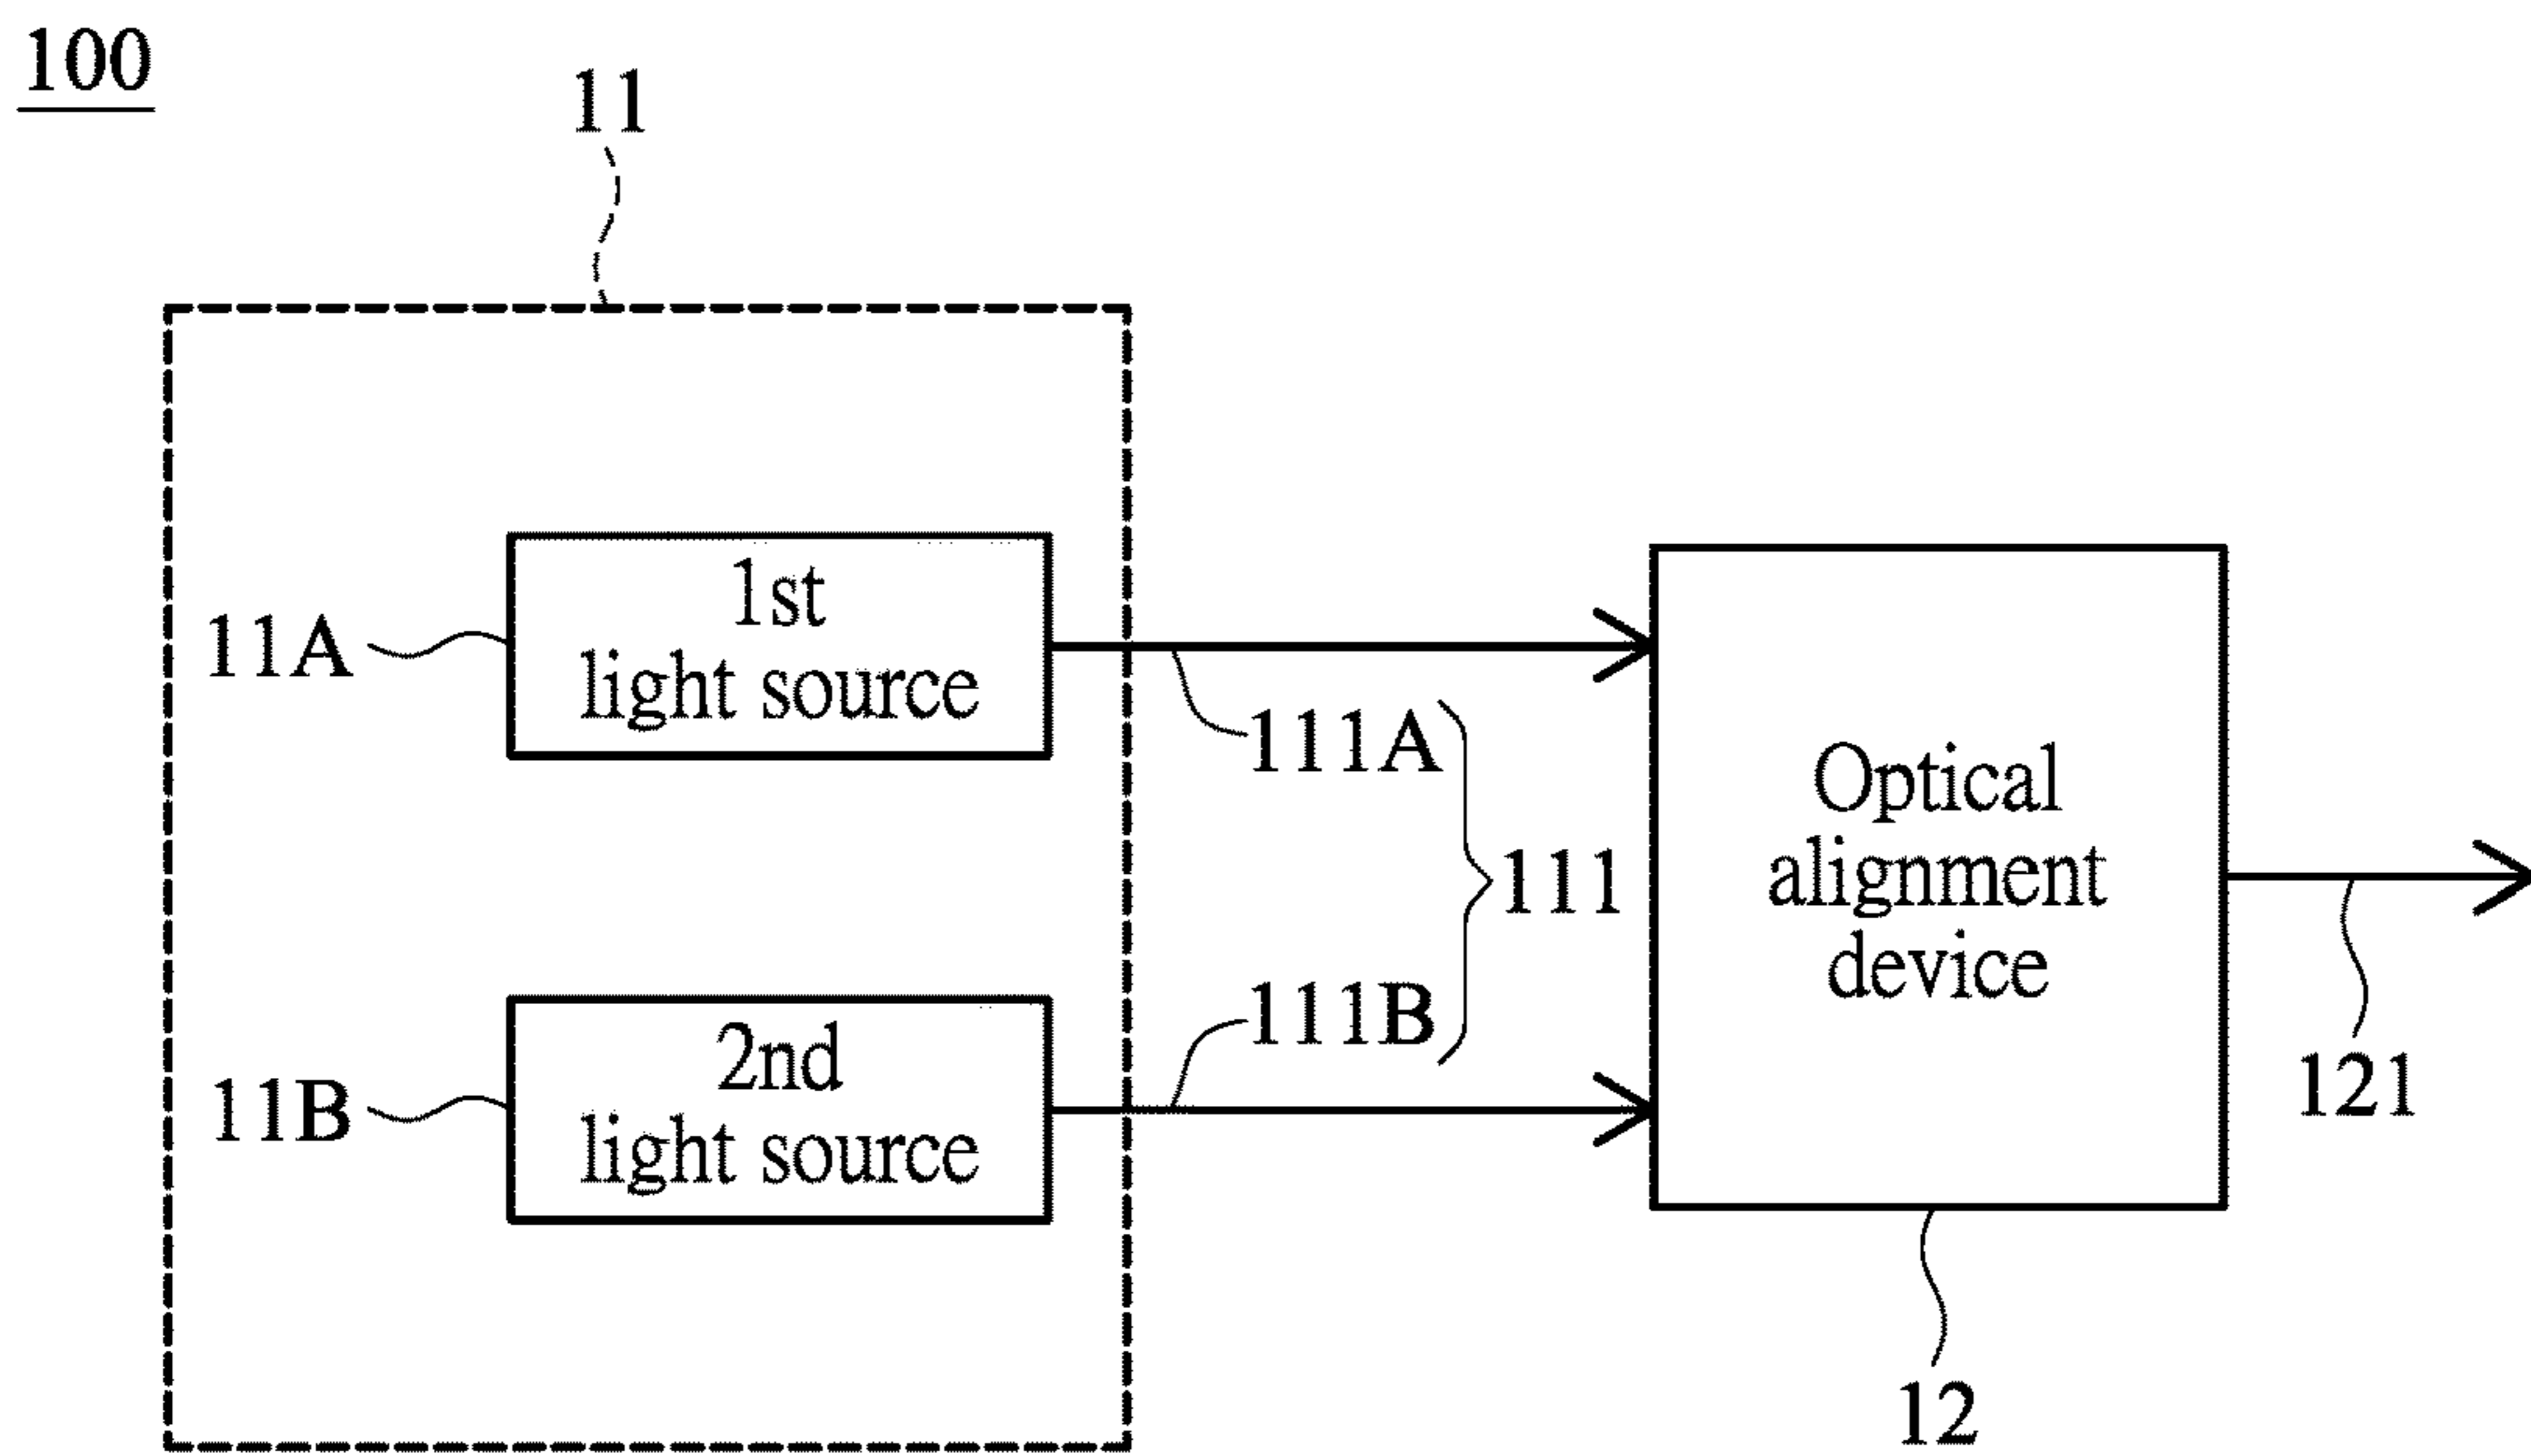 100
11
1st
light source
11A
111A
111
111B
2nd
light source
11B
Optical
alignment
device
121
12